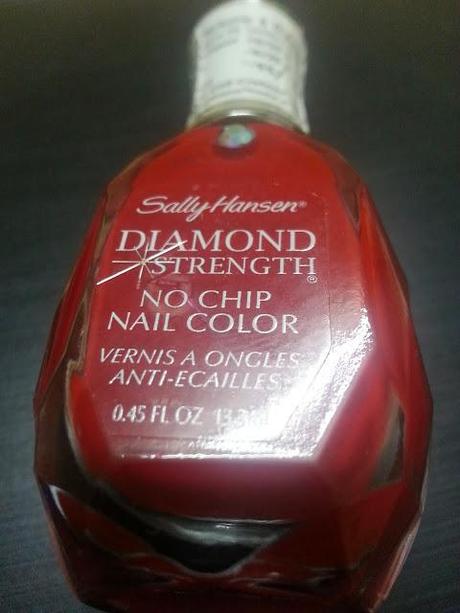 Sally Hansen®
DIAMOND
STRENGTH®
NO CHIP
NAIL COLOR
VERNIS A ONGLES
ANTI-ECAILLES
0.45 FL OZ